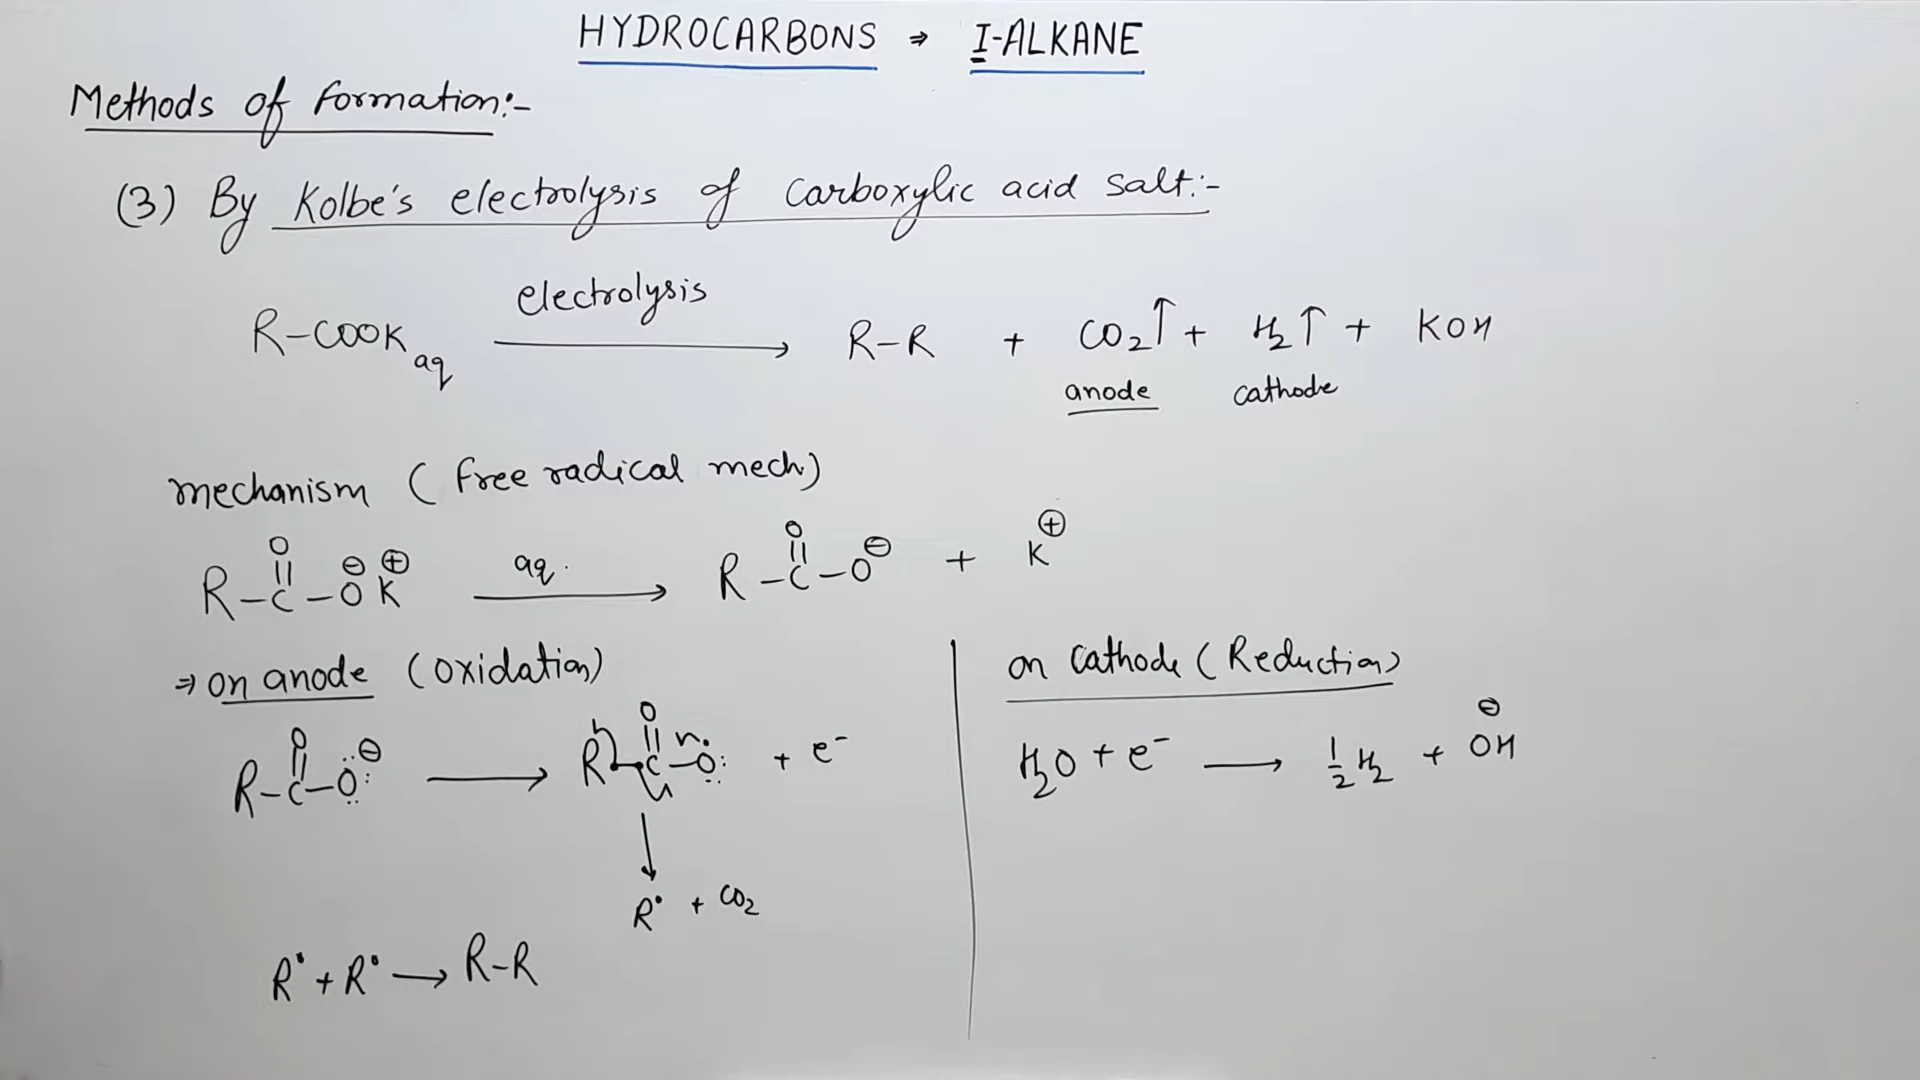 HYDROCARBONS → I-ALKANE
Methods of formation:-
(3) By Kolbe's electrolysis of carboxylic acid salt:-
R-COOK aq —electrolysis→ R-R + CO₂↑ + H₂↑ + KOH
anode cathode
mechanism (free radical mech)
O O
R-C-O⊖ K⊕ —aq.→ R-C-O⊖ + K⊕
⇒ on anode (oxidation)
O O
R-C-O⊖ → R-C-O + e⁻
↓
R• + CO₂
R• + R• → R-R
on cathode (Reduction)
H₂O + e⁻ → ½H₂ + OH⊖